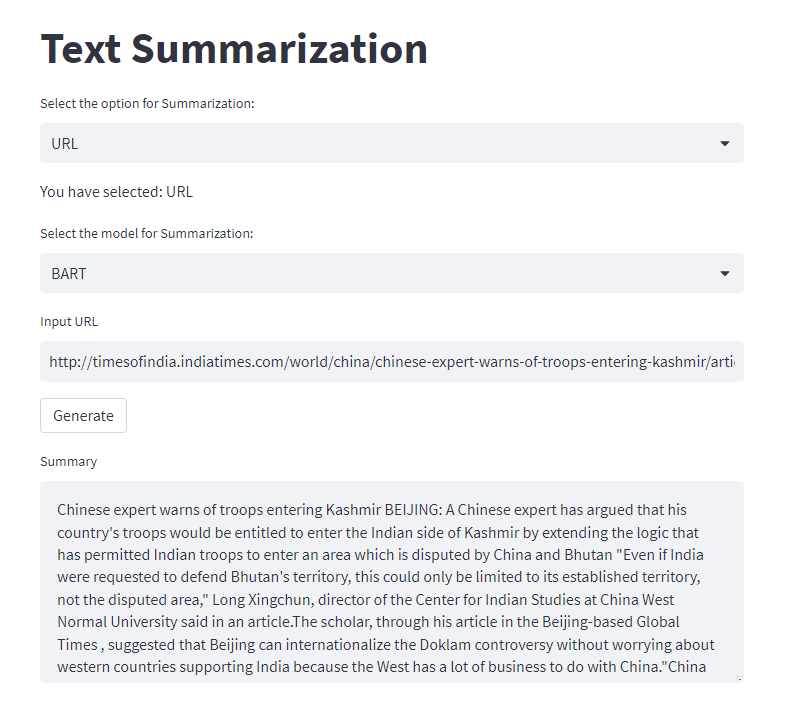 Text Summarization
Select the option for Summarization:
URL
You have selected: URL
Select the model for Summarization:
BART
Input URL
http://timesofindia.indiatimes.com/world/china/chinese-expert-warns-of-troops-entering-kashmir/arti
Generate
Summary
Chinese expert warns of troops entering Kashmir BEIJING: A Chinese expert has argued that his
country's troops would be entitled to enter the Indian side of Kashmir by extending the logic that
has permitted Indian troops to enter an area which is disputed by China and Bhutan "Even if India
were requested to defend Bhutan's territory, this could only be limited to its established territory,
not the disputed area," Long Xingchun, director of the Center for Indian Studies at China West
Normal University said in an article.The scholar, through his article in the Beijing-based Global
Times , suggested that Beijing can internationalize the Doklam controversy without worrying about
western countries supporting India because the West has a lot of business to do with China."China